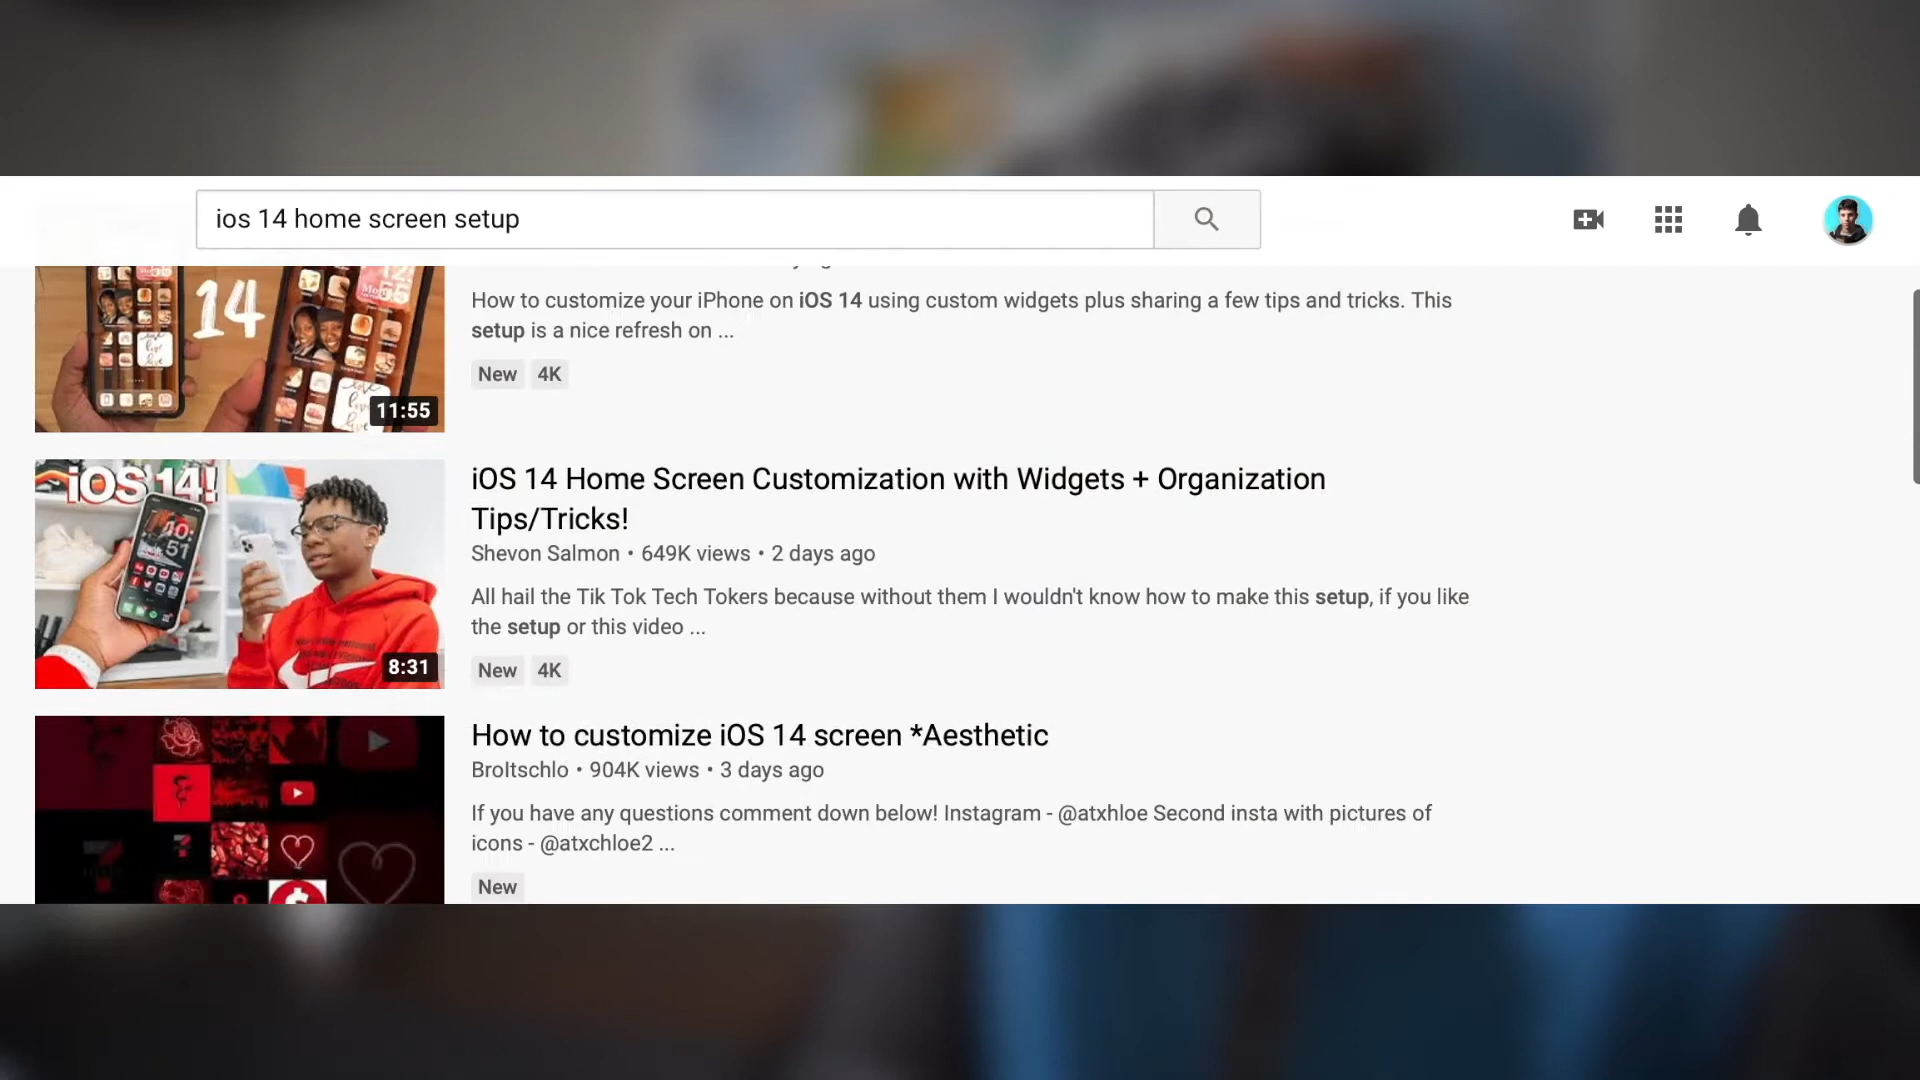 ios 14 home screen setup
14
How to customize your iPhone on iOS 14 using custom widgets plus sharing a few tips and tricks. This
setup is a nice refresh on ...
New 4K
11:55
iOS 14!
iOS 14 Home Screen Customization with Widgets + Organization
Tips/Tricks!
Shevon Salmon • 649K views • 2 days ago
All hail the Tik Tok Tech Tokers because without them I wouldn't know how to make this setup, if you like
the setup or this video ...
New 4K
10:
51
8:31
How to customize iOS 14 screen *Aesthetic
BroItschlo • 904K views • 3 days ago
If you have any questions comment down below! Instagram - @atxhloe Second insta with pictures of
icons - @atxchloe2 ...
New